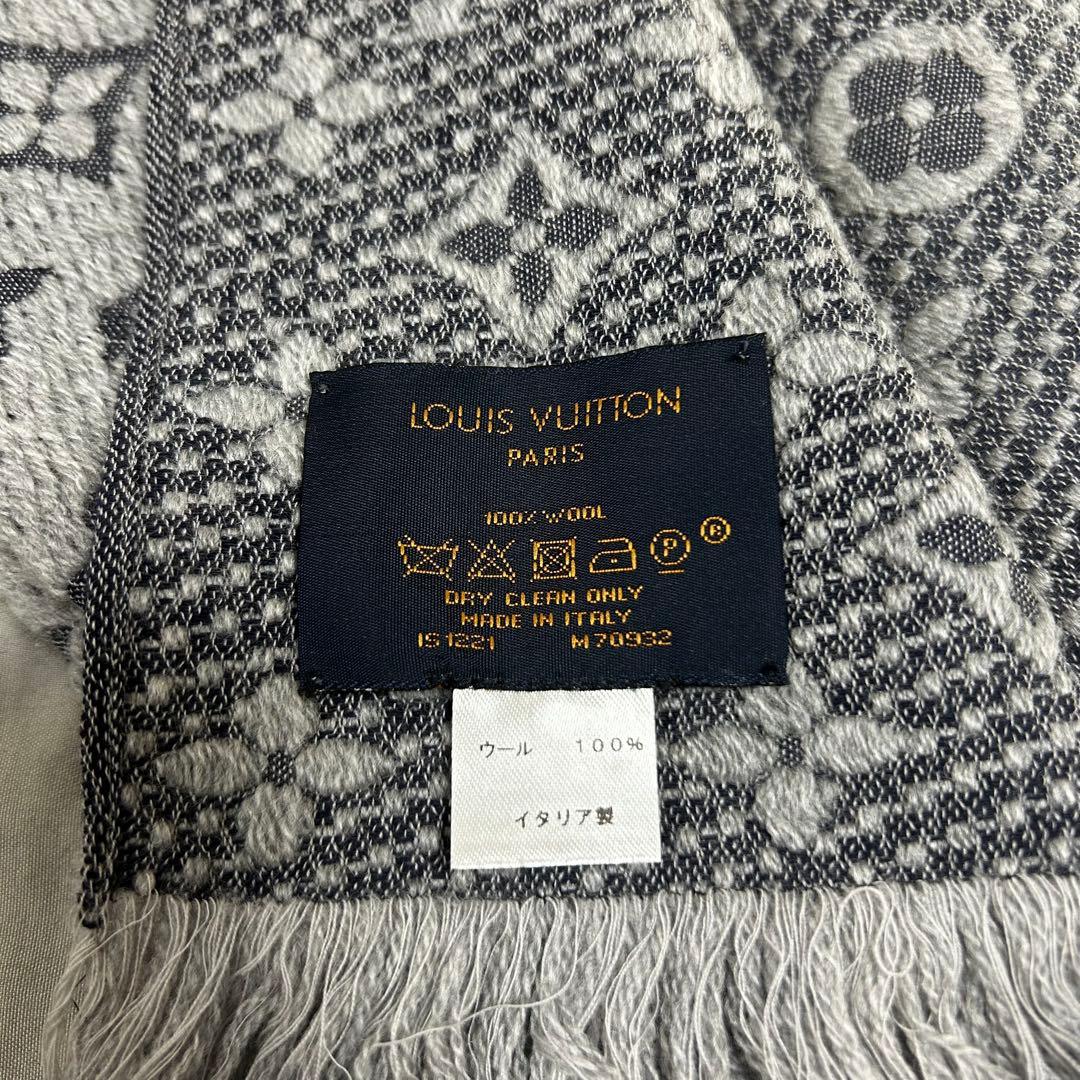 LOUIS VUITTON
PARIS
100% WOOL
P ®
DRY CLEAN ONLY
MADE IN ITALY
IS1221 M70932
ウール 100%
イタリア製